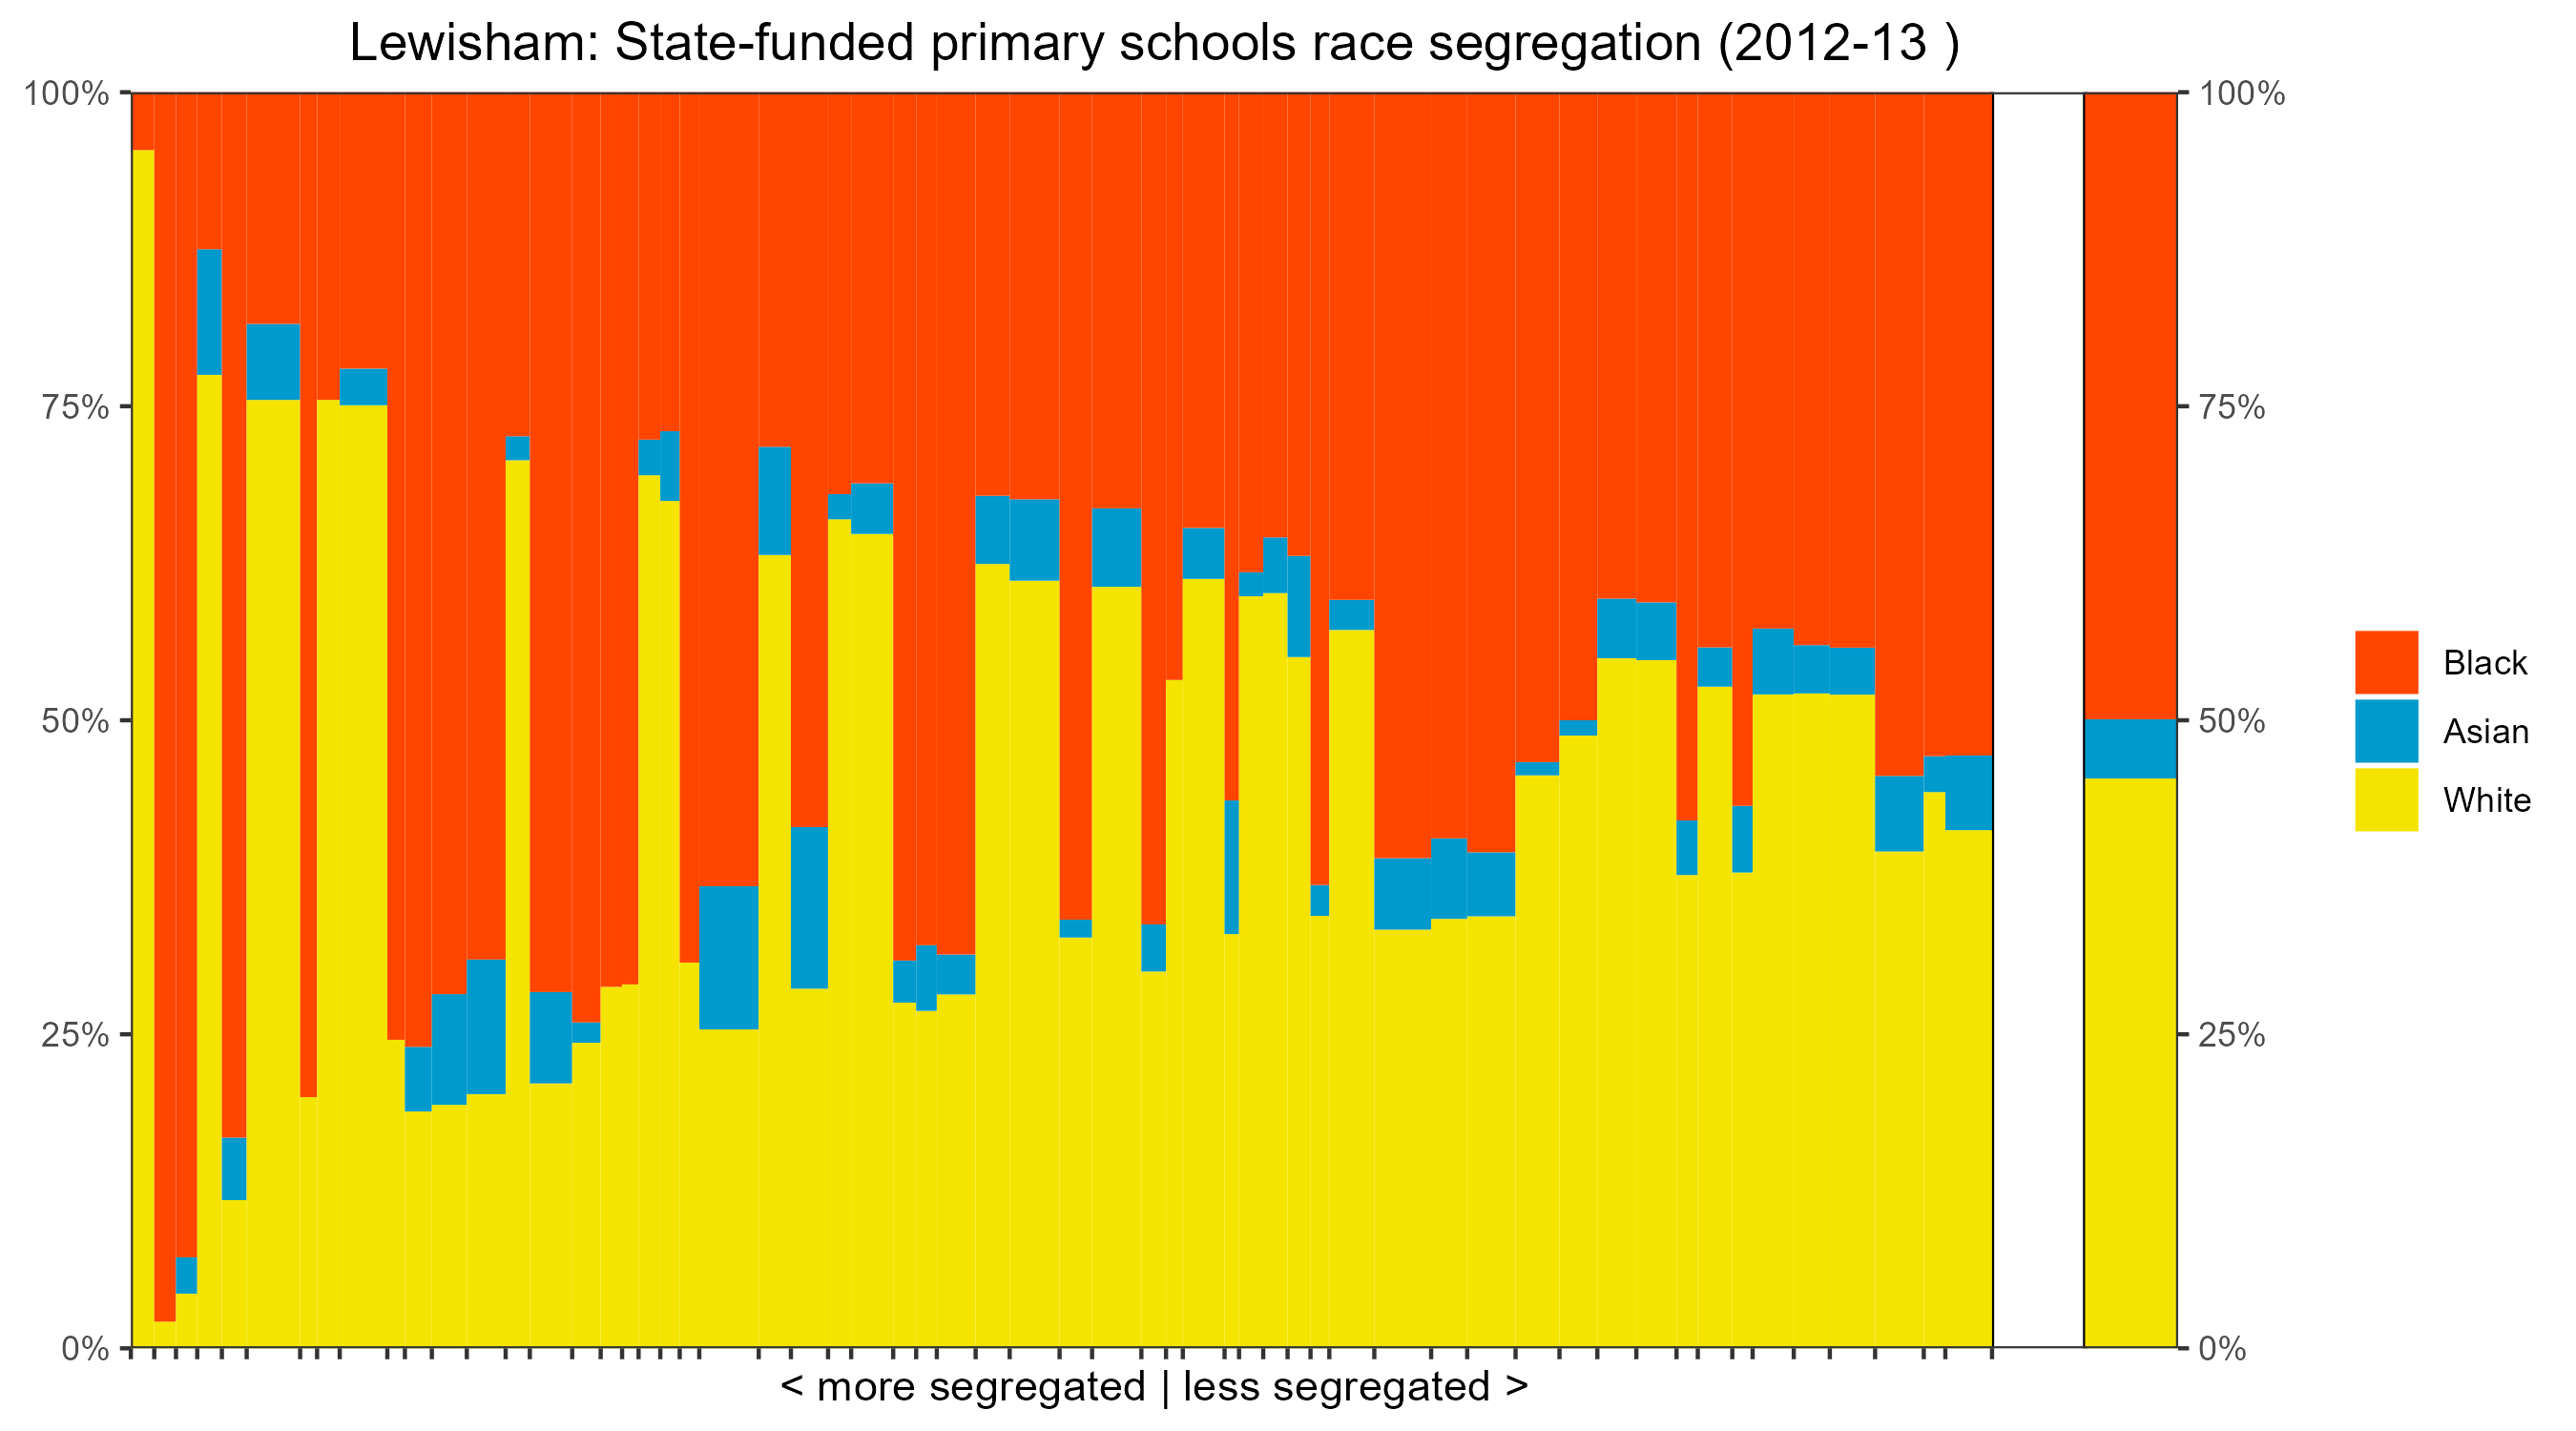 Lewisham: State-funded primary schools race segregation (2012-13 )
100%
75%
50%
25%
0%
100%
75%
50%
25%
0%
Black
Asian
White
< more segregated | less segregated >